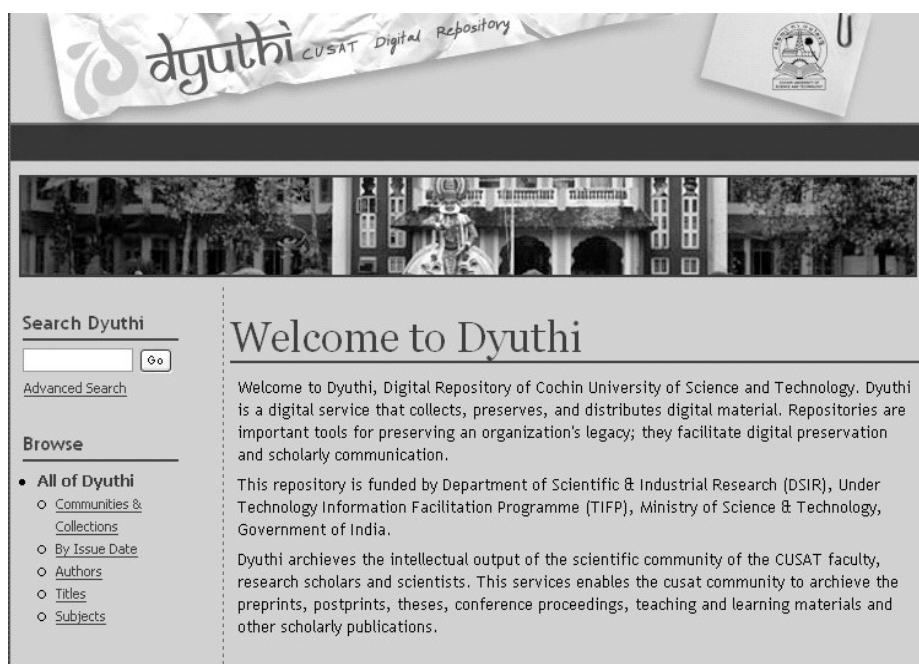 dyuthi CUSAT Digital Repository
COCHIN UNIVERSITY OF
SCIENCE AND TECHNOLOGY
Search Dyuthi
Go
Advanced Search
Browse
All of Dyuthi
Communities &
Collections
By Issue Date
Authors
Titles
Subjects
Welcome to Dyuthi
Welcome to Dyuthi, Digital Repository of Cochin University of Science and Technology. Dyuthi
is a digital service that collects, preserves, and distributes digital material. Repositories are
important tools for preserving an organization's legacy; they facilitate digital preservation
and scholarly communication.
This repository is funded by Department of Scientific & Industrial Research (DSIR), Under
Technology Information Facilitation Programme (TIFP), Ministry of Science & Technology,
Government of India.
Dyuthi archieves the intellectual output of the scientific community of the CUSAT faculty,
research scholars and scientists. This services enables the cusat community to archieve the
preprints, postprints, theses, conference proceedings, teaching and learning materials and
other scholarly publications.